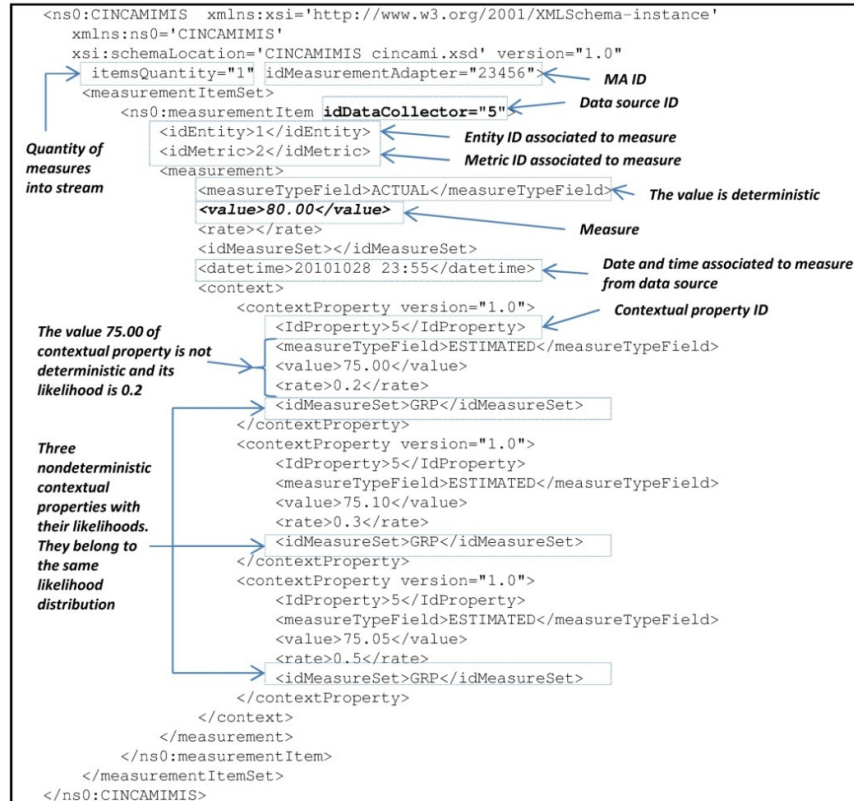 <ns0:CINCAMIMIS xmlns:xsi='http://www.w3.org/2001/XMLSchema-instance'
xmlns:ns0='CINCAMIMIS'
xsi:schemaLocation='CINCAMIMIS cincami.xsd' version="1.0"
itemsQuantity="1" idMeasurementAdapter="23456">
MA ID
<measurementItemSet>
<ns0:measurementItem idDataCollector="5">
Data source ID
<idEntity>1</idEntity>
Entity ID associated to measure
<idMetric>2</idMetric>
Metric ID associated to measure
Quantity of
measures
into stream
<measurement>
<measureTypeField>ACTUAL</measureTypeField>
The value is deterministic
<value>80.00</value>
Measure
<rate></rate>
<idMeasureSet></idMeasureSet>
<datetime>20101028 23:55</datetime>
Date and time associated to measure
from data source
<context>
<contextProperty version="1.0">
<IdProperty>5</IdProperty>
Contextual property ID
<measureTypeField>ESTIMATED</measureTypeField>
<value>75.00</value>
<rate>0.2</rate>
The value 75.00 of
contextual property is not
deterministic and its
likelihood is 0.2
<idMeasureSet>GRP</idMeasureSet>
</contextProperty>
<contextProperty version="1.0">
<IdProperty>5</IdProperty>
<measureTypeField>ESTIMATED</measureTypeField>
<value>75.10</value>
<rate>0.3</rate>
<idMeasureSet>GRP</idMeasureSet>
</contextProperty>
Three
nondeterministic
contextual
properties with
their likelihoods.
They belong to
the same
likelihood
distribution
<contextProperty version="1.0">
<IdProperty>5</IdProperty>
<measureTypeField>ESTIMATED</measureTypeField>
<value>75.05</value>
<rate>0.5</rate>
<idMeasureSet>GRP</idMeasureSet>
</contextProperty>
</context>
</measurement>
</ns0:measurementItem>
</measurementItemSet>
</ns0:CINCAMIMIS>